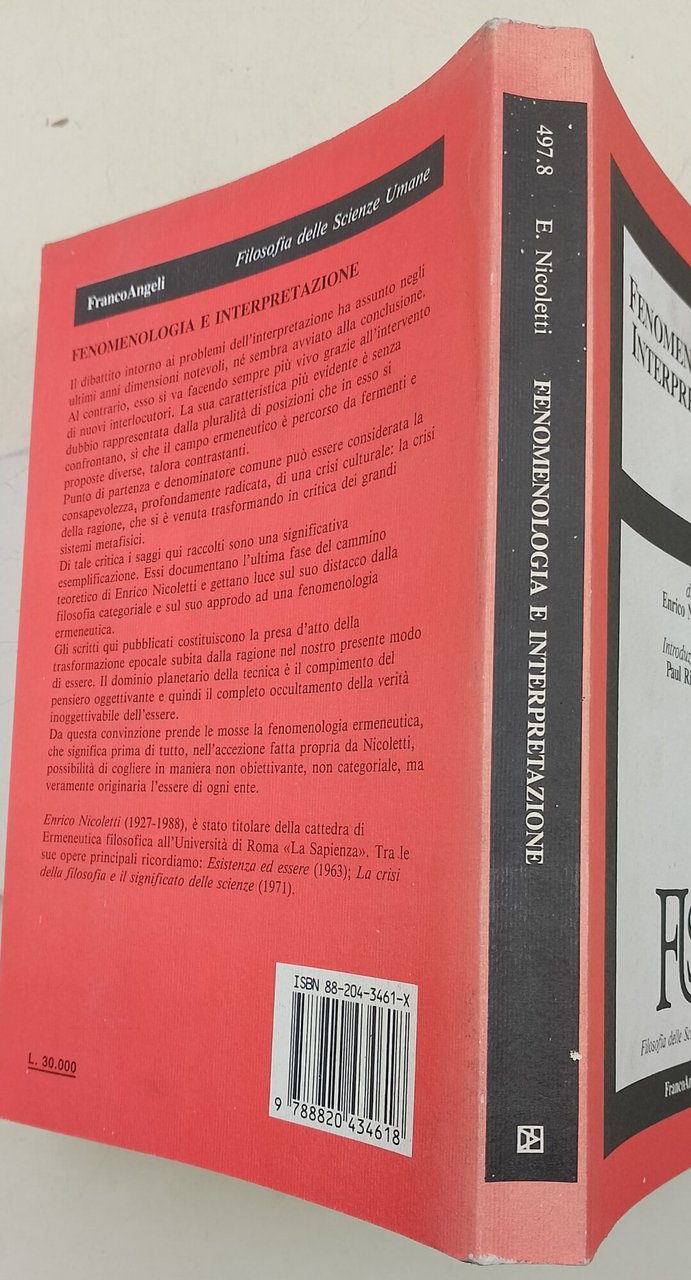 FrancoAngeli
Filosofia delle Scienze Umane
FENOMENOLOGIA E INTERPRETAZIONE
Il dibattito intorno ai problemi dell'interpretazione ha assunto negli
ultimi anni dimensioni notevoli, né sembra avviato alla conclusione.
Al contrario, esso si va facendo sempre più vivo grazie all'intervento
di nuovi interlocutori. La sua caratteristica più evidente è senza
dubbio rappresentata dalla pluralità di posizioni che in esso si
confrontano, sì che il campo ermeneutico è percorso da fermenti e
proposte diverse, talora contrastanti.
Punto di partenza e denominatore comune può essere considerata la
consapevolezza, profondamente radicata, di una crisi culturale: la crisi
della ragione, che si è venuta trasformando in critica dei grandi
sistemi metafisici.
Di tale critica i saggi qui raccolti sono una significativa
esemplificazione. Essi documentano l'ultima fase del cammino
teoretico di Enrico Nicoletti e gettano luce sul suo distacco dalla
filosofia categoriale e sul suo approdo ad una fenomenologia
ermeneutica.
Gli scritti qui pubblicati costituiscono la presa d'atto della
trasformazione epocale subita dalla ragione nel nostro presente modo
di essere. Il dominio planetario della tecnica è il compimento del
pensiero oggettivante e quindi il completo occultamento della verità
inoggettivabile dell'essere.
Da questa convinzione prende le mosse la fenomenologia ermeneutica,
che significa prima di tutto, nell'accezione fatta propria da Nicoletti,
possibilità di cogliere in maniera non obiettivante, non categoriale, ma
veramente originaria l'essere di ogni ente.
Enrico Nicoletti (1927-1988), è stato titolare della cattedra di
Ermeneutica filosofica all'Università di Roma «La Sapienza». Tra le
sue opere principali ricordiamo: Esistenza ed essere (1963); La crisi
della filosofia e il significato delle scienze (1971).
ISBN 88-204-3461-X
9 788820 434618
L. 30.000
497.8 E. Nicoletti FENOMENOLOGIA E INTERPRETAZIONE
FENOMEN
INTERPRE
Enrico N
Introduz
Paul Ri
Filosofia delle Sc
FrancoAn